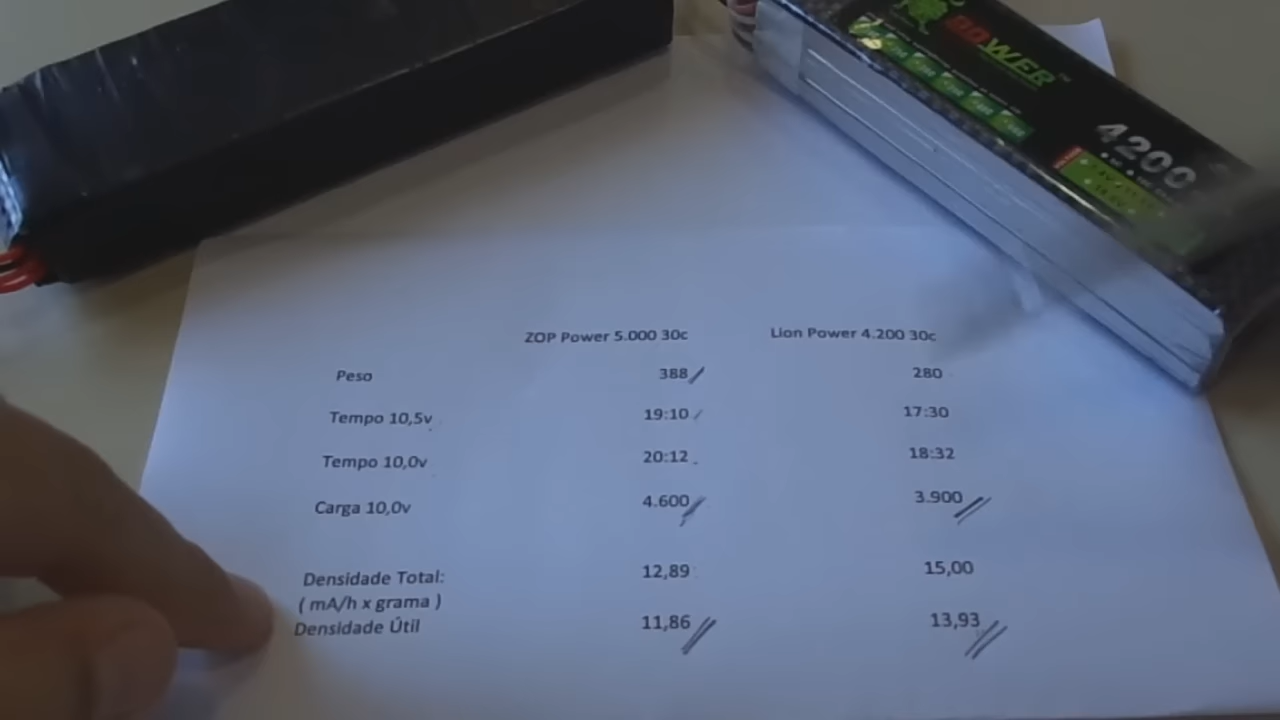 POWER™
4200
ZOP Power 5.000 30c Lion Power 4.200 30c
Peso 388 280
Tempo 10,5v 19:10 17:30
Tempo 10,0v 20:12 18:32
Carga 10,0v 4.600 3.900
Densidade Total: 12,89 15,00
( mA/h x grama )
Densidade Útil 11,86 13,93